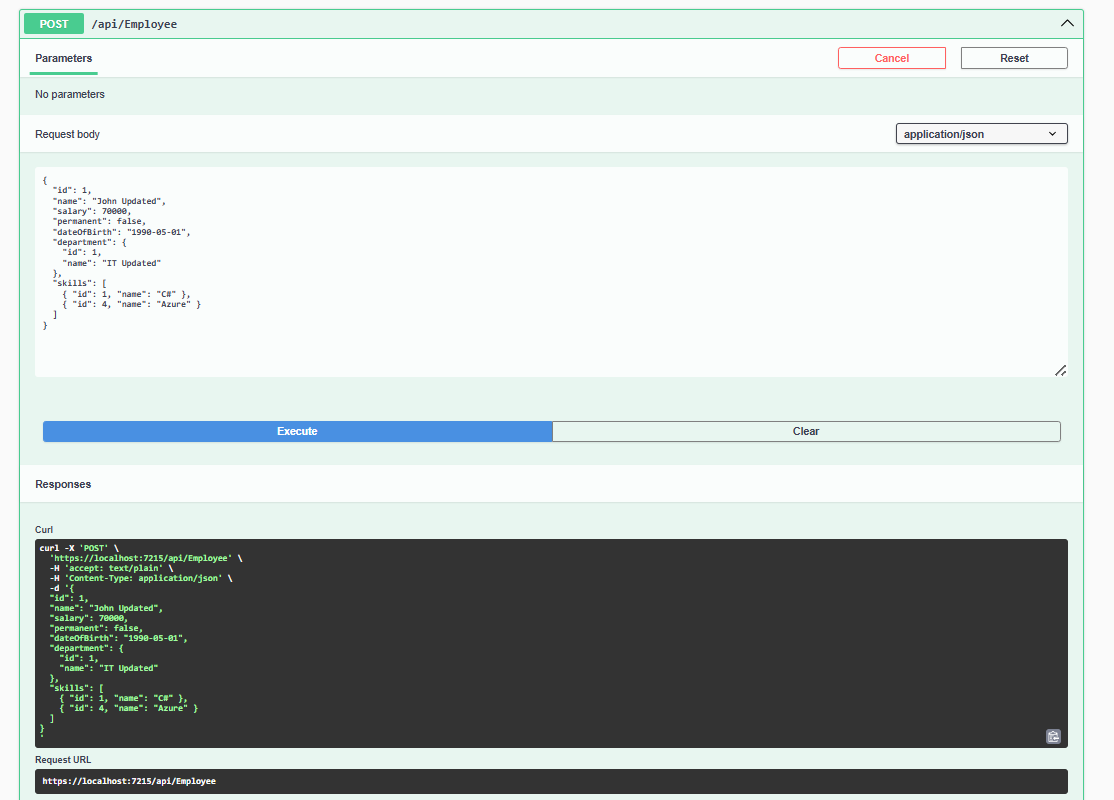 POST /api/Employee
Parameters Cancel Reset
No parameters
Request body application/json
{
  "id": 1,
  "name": "John Updated",
  "salary": 70000,
  "permanent": false,
  "dateOfBirth": "1990-05-01",
  "department": {
    "id": 1,
    "name": "IT Updated"
  },
  "skills": [
    { "id": 1, "name": "C#" },
    { "id": 4, "name": "Azure" }
  ]
}
Execute Clear
Responses
Curl
curl -X 'POST' \
  'https://localhost:7215/api/Employee' \
  -H 'accept: text/plain' \
  -H 'Content-Type: application/json' \
  -d '{
  "id": 1,
  "name": "John Updated",
  "salary": 70000,
  "permanent": false,
  "dateOfBirth": "1990-05-01",
  "department": {
    "id": 1,
    "name": "IT Updated"
  },
  "skills": [
    { "id": 1, "name": "C#" },
    { "id": 4, "name": "Azure" }
  ]
}
'
Request URL
https://localhost:7215/api/Employee